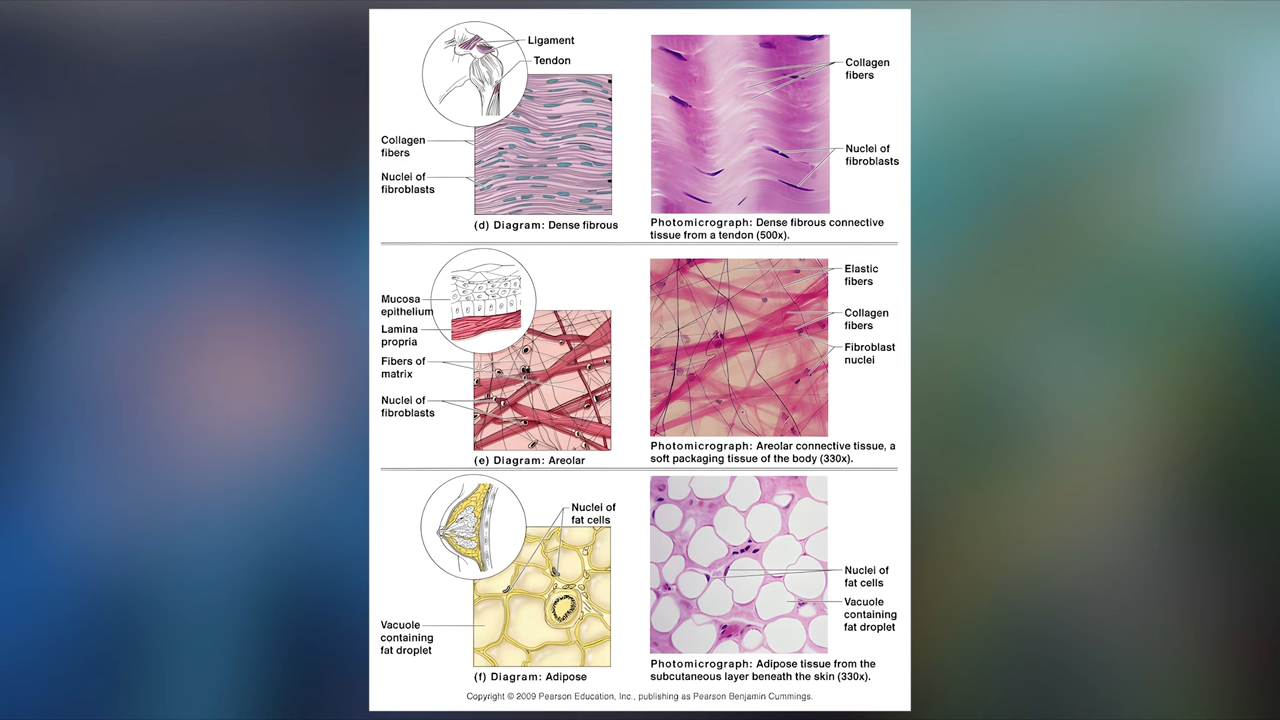 Ligament
Tendon
Collagen
fibers
Nuclei of
fibroblasts
(d) Diagram: Dense fibrous
Collagen
fibers
Nuclei of
fibroblasts
Photomicrograph: Dense fibrous connective
tissue from a tendon (500x).
Mucosa
epithelium
Lamina
propria
Fibers of
matrix
Nuclei of
fibroblasts
(e) Diagram: Areolar
Elastic
fibers
Collagen
fibers
Fibroblast
nuclei
Photomicrograph: Areolar connective tissue, a
soft packaging tissue of the body (330x).
Nuclei of
fat cells
Vacuole
containing
fat droplet
(f) Diagram: Adipose
Nuclei of
fat cells
Vacuole
containing
fat droplet
Photomicrograph: Adipose tissue from the
subcutaneous layer beneath the skin (330x).
Copyright © 2009 Pearson Education, Inc., publishing as Pearson Benjamin Cummings.